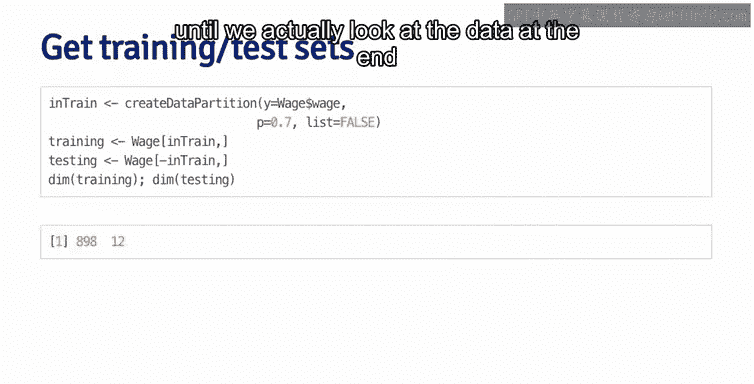 until we actually look at the data at the
end
Get training/test sets
inTrain <- createDataPartition(y=Wage$wage,
p=0.7, list=FALSE)
training <- Wage[inTrain,]
testing <- Wage[-inTrain,]
dim(training); dim(testing)
[1] 898 12